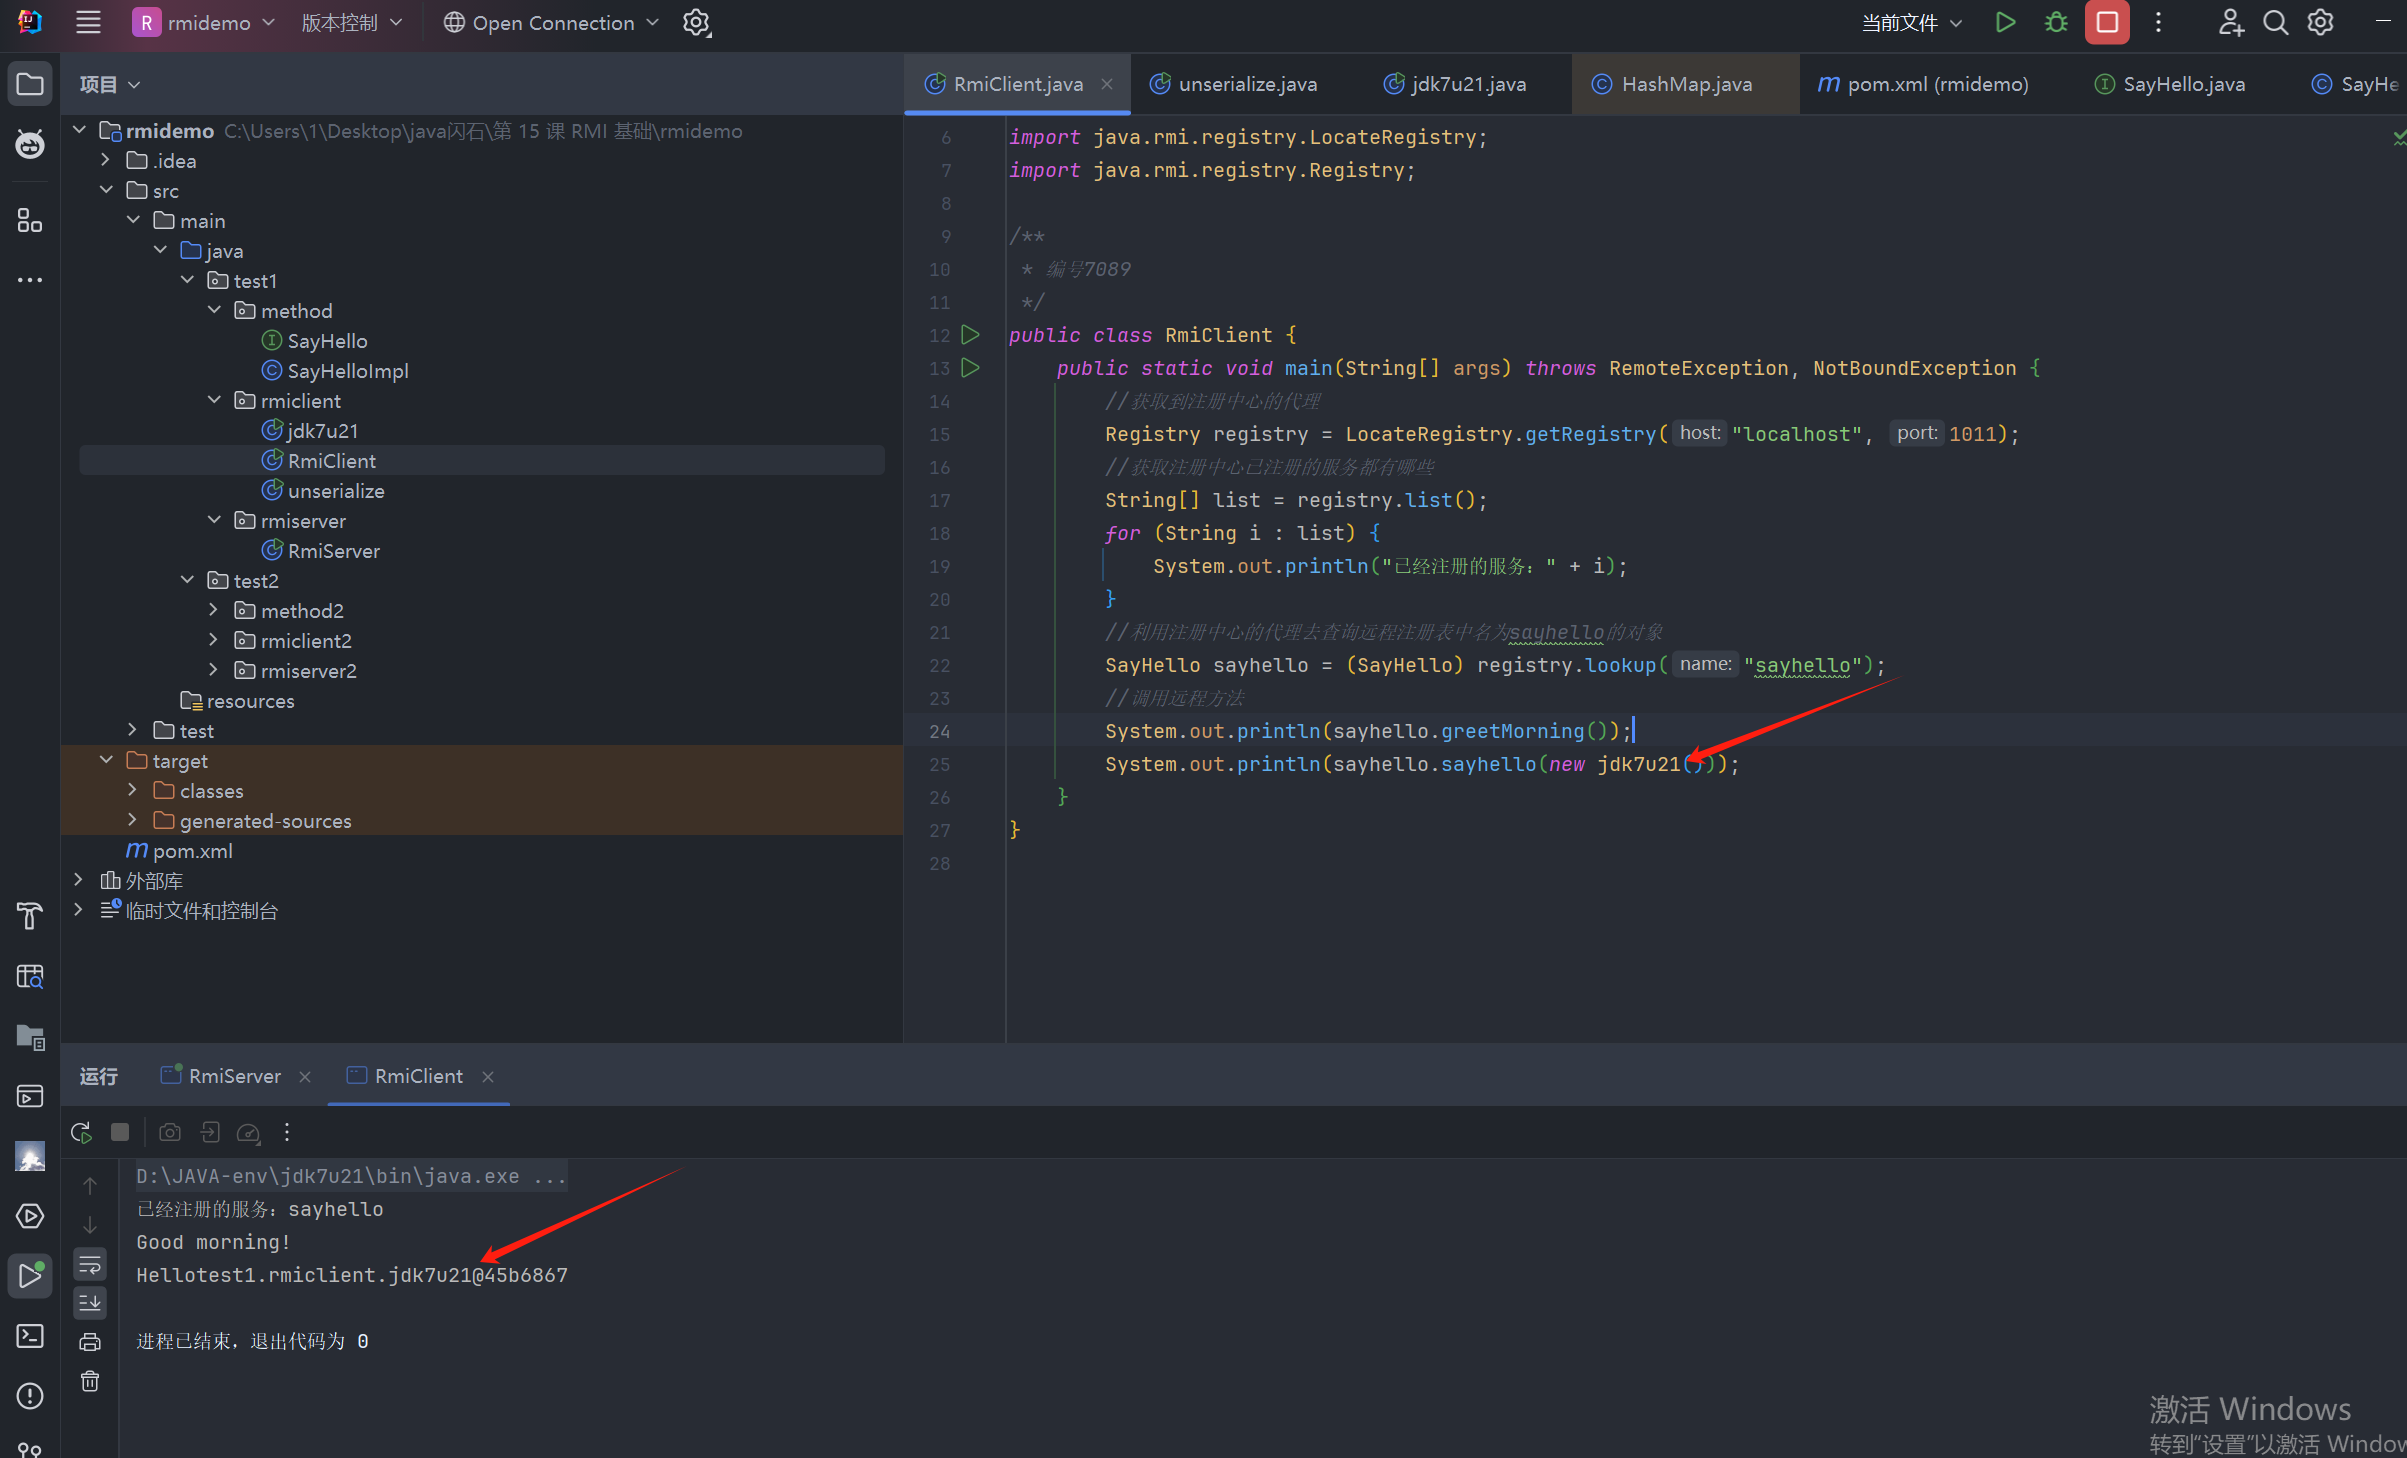 R rmidemo 版本控制 Open Connection 当前文件
项目
RmiClient.java unserialize.java jdk7u21.java HashMap.java m pom.xml (rmidemo) SayHello.java SayHe
rmidemo C:\Users\1\Desktop\java闪石\第 15 课 RMI 基础\rmidemo
.idea
src
main
java
test1
method
SayHello
SayHelloImpl
rmiclient
jdk7u21
RmiClient
unserialize
rmiserver
RmiServer
test2
method2
rmiclient2
rmiserver2
resources
test
target
classes
generated-sources
m pom.xml
外部库
临时文件和控制台
6 import java.rmi.registry.LocateRegistry;
7 import java.rmi.registry.Registry;
8
9 /**
10 * 编号7089
11 */
12 public class RmiClient {
13 public static void main(String[] args) throws RemoteException, NotBoundException {
14 //获取到注册中心的代理
15 Registry registry = LocateRegistry.getRegistry( host: "localhost", port: 1011);
16 //获取注册中心已注册的服务都有哪些
17 String[] list = registry.list();
18 for (String i : list) {
19 System.out.println("已经注册的服务：" + i);
20 }
21 //利用注册中心的代理去查询远程注册表中名为sayhello的对象
22 SayHello sayhello = (SayHello) registry.lookup( name: "sayhello");
23 //调用远程方法
24 System.out.println(sayhello.greetMorning());
25 System.out.println(sayhello.sayhello(new jdk7u21()));
26 }
27 }
28
运行 RmiServer RmiClient
D:\JAVA-env\jdk7u21\bin\java.exe ...
已经注册的服务：sayhello
Good morning!
Hellotest1.rmiclient.jdk7u21@45b6867
进程已结束，退出代码为 0
激活 Windows
转到"设置"以激活 Window